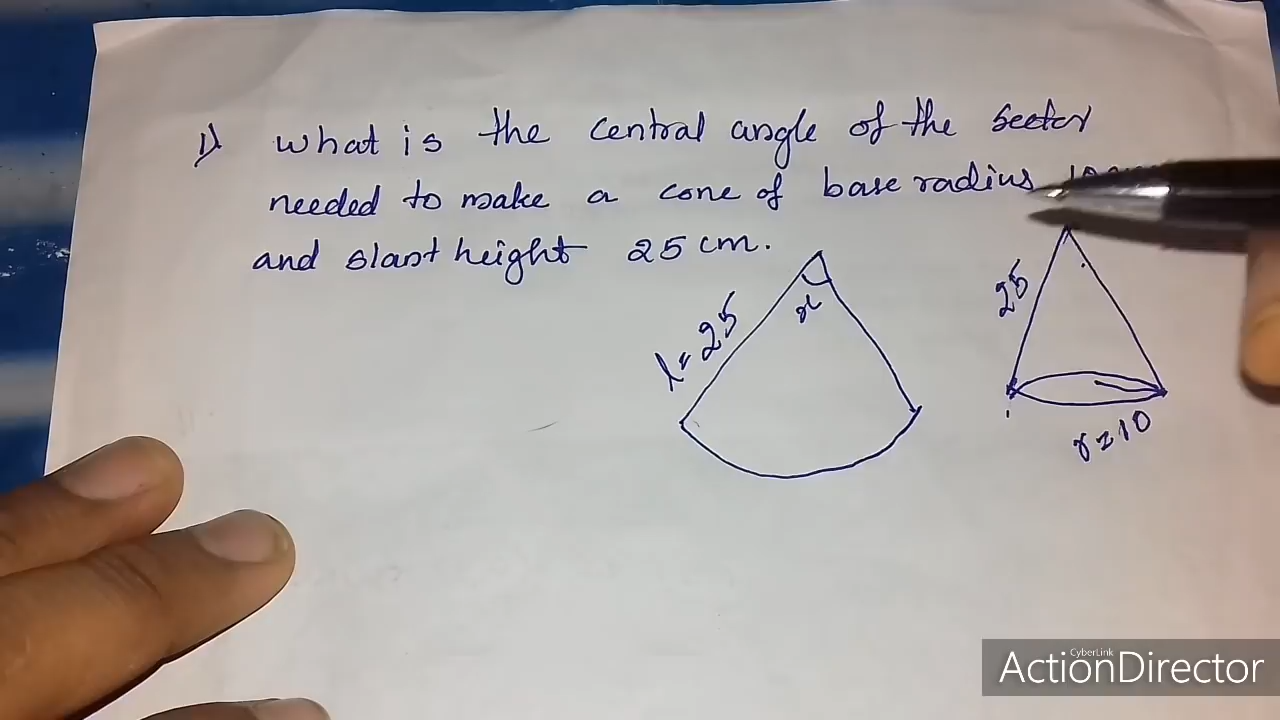 1) What is the central angle of the sector
needed to make a cone of base radius
and slant height 25 cm.
l = 25
x
25
r = 10
CyberLink
ActionDirector